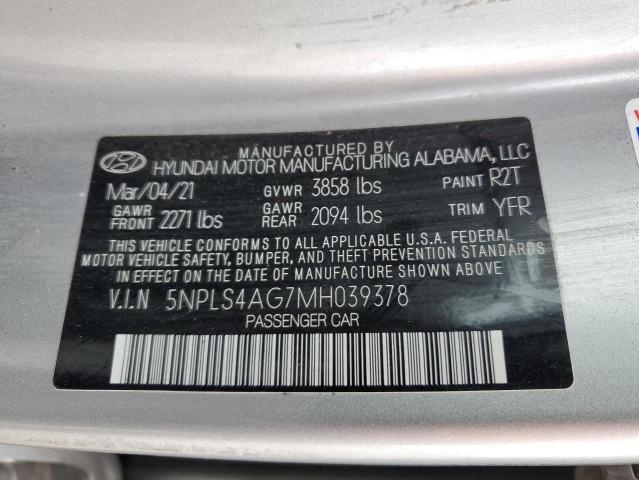 MANUFACTURED BY
HYUNDAI MOTOR MANUFACTURING ALABAMA, LLC
Mar/04/21 GVWR 3858 lbs PAINT R2T
GAWR FRONT 2271 lbs GAWR REAR 2094 lbs TRIM YFR
THIS VEHICLE CONFORMS TO ALL APPLICABLE U.S.A. FEDERAL
MOTOR VEHICLE SAFETY, BUMPER, AND THEFT PREVENTION STANDARDS
IN EFFECT ON THE DATE OF MANUFACTURE SHOWN ABOVE
V.I.N 5NPLS4AG7MH039378
PASSENGER CAR